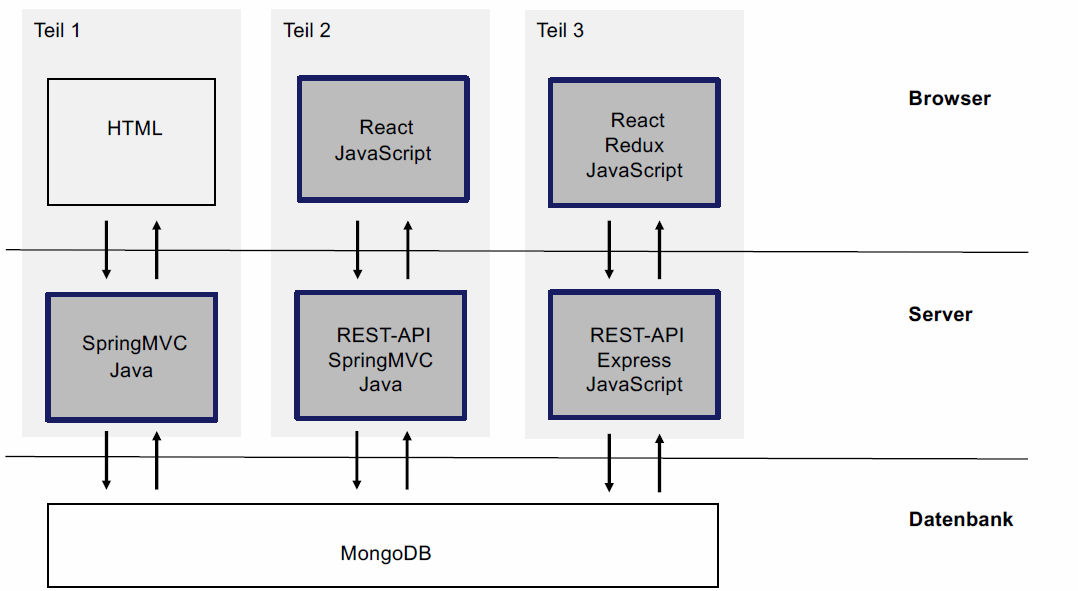 Teil 1
Teil 2
Teil 3
HTML
React
JavaScript
React
Redux
JavaScript
Browser
SpringMVC
Java
REST-API
SpringMVC
Java
REST-API
Express
JavaScript
Server
MongoDB
Datenbank